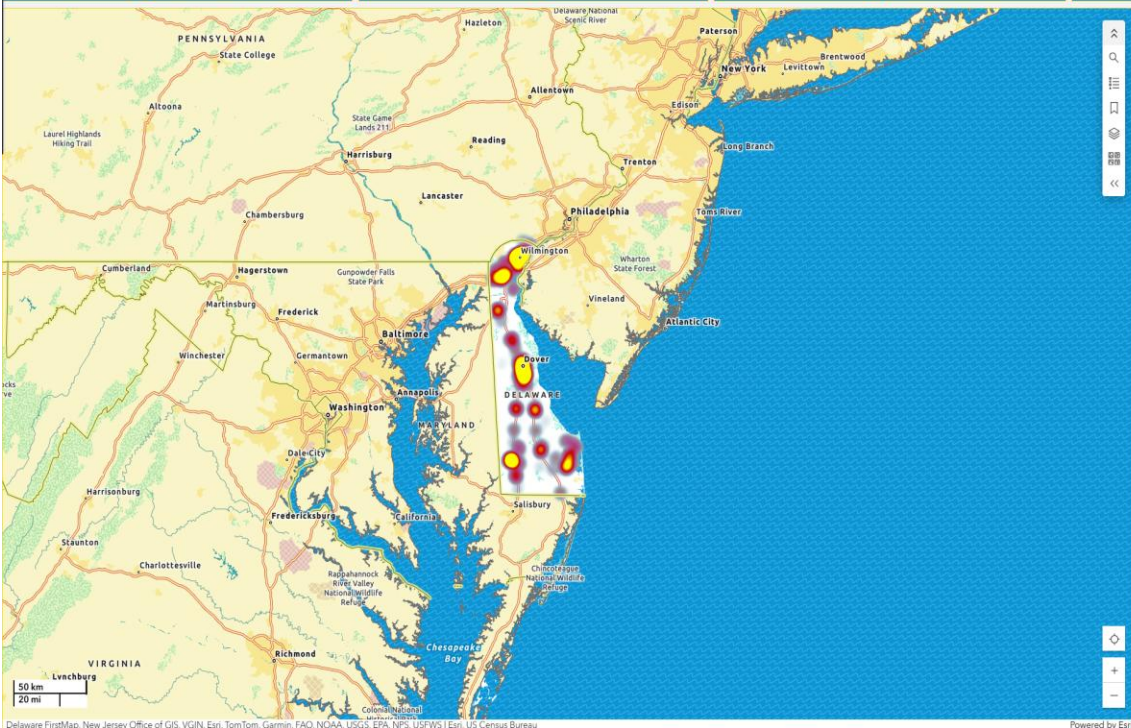 Hazleton
Delaware National
Scenic River
Paterson
PENNSYLVANIA
State College
New York
Brentwood
Levittown
Altoona
Allentown
Edison
State Game
Lands 211
Laurel Highlands
Hiking Trail
Reading
Long Branch
Harrisburg
Trenton
Lancaster
Philadelphia
Toms River
Chambersburg
Wilmington
Wharton
State Forest
Cumberland
Hagerstown
Gunpowder Falls
State Park
Martinsburg
Frederick
Vineland
Atlantic City
Baltimore
Winchester
Germantown
Dover
Annapolis
DELAWARE
Washington
MARYLAND
Dale City
Harrisonburg
Salisbury
Fredericksburg
California
Staunton
Charlottesville
Chincoteague
National Wildlife
Refuge
Rappahannock
River Valley
National Wildlife
Refuge
Chesapeake
Bay
Richmond
VIRGINIA
Lynchburg
50 km
20 mi
Colonial National
Delaware FirstMap, New Jersey Office of GIS, VGIN, Esri, TomTom, Garmin, FAO, NOAA, USGS, EPA, NPS, USFWS | Esri, US Census Bureau
Powered by Esri